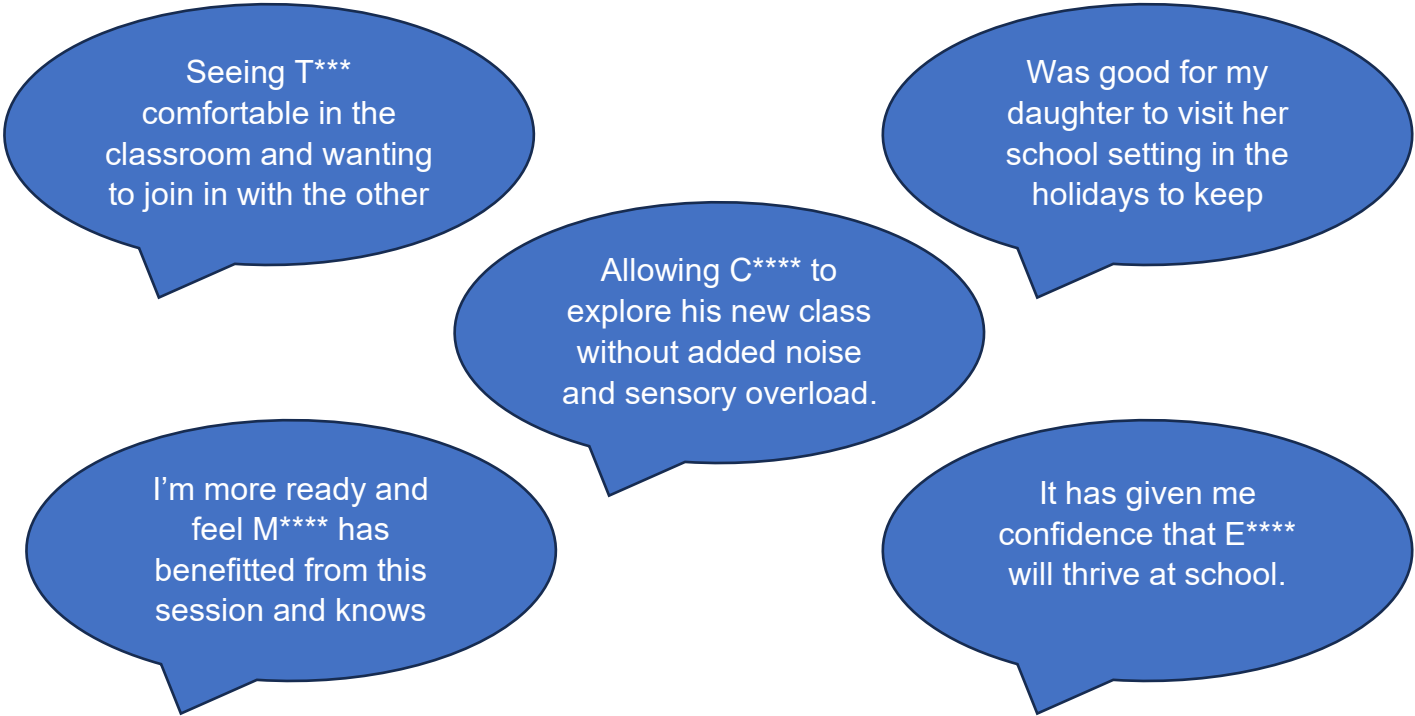 Seeing T***
comfortable in the
classroom and wanting
to join in with the other
Was good for my
daughter to visit her
school setting in the
holidays to keep
Allowing C**** to
explore his new class
without added noise
and sensory overload.
I’m more ready and
feel M**** has
benefitted from this
session and knows
It has given me
confidence that E****
will thrive at school.